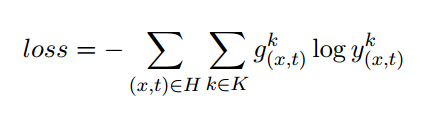 loss = − ∑_{(x,t)∈H} ∑_{k∈K} g^k_{(x,t)} log y^k_{(x,t)}